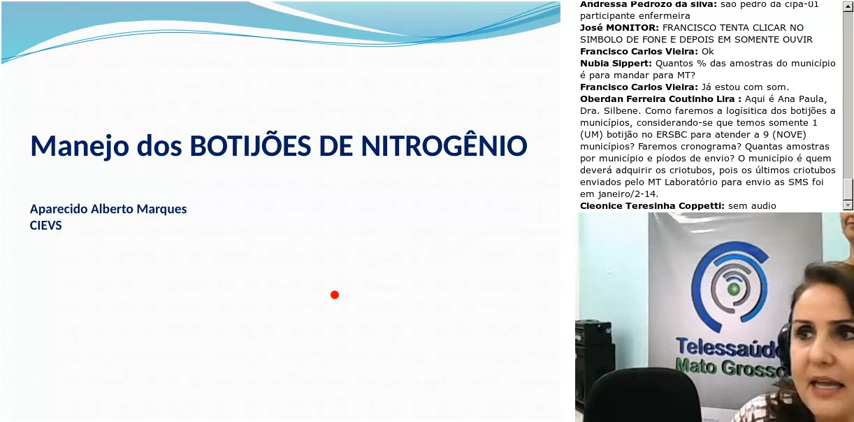 Manejo dos BOTIJÕES DE NITROGÊNIO
Aparecido Alberto Marques
CIEVS
Andressa Pedrozo da silva: sao pedro da cipa-01
participante enfermeira
José MONITOR: FRANCISCO TENTA CLICAR NO
SIMBOLO DE FONE E DEPOIS EM SOMENTE OUVIR
Francisco Carlos Vieira: Ok
Nubia Sippert: Quantos % das amostras do município
é para mandar para MT?
Francisco Carlos Vieira: Já estou com som.
Oberdan Ferreira Coutinho Lira : Aqui é Ana Paula,
Dra. Silbene. Como faremos a logísitica dos botijões a
municípios, considerando-se que temos somente 1
(UM) botijão no ERSBC para atender a 9 (NOVE)
municípios? Faremos cronograma? Quantas amostras
por município e píodos de envio? O município é quem
deverá adquirir os criotubos, pois os últimos criotubos
enviados pelo MT Laboratório para envio as SMS foi
em janeiro/2-14.
Cleonice Teresinha Coppetti: sem audio
Telessaúde
Mato Grosso